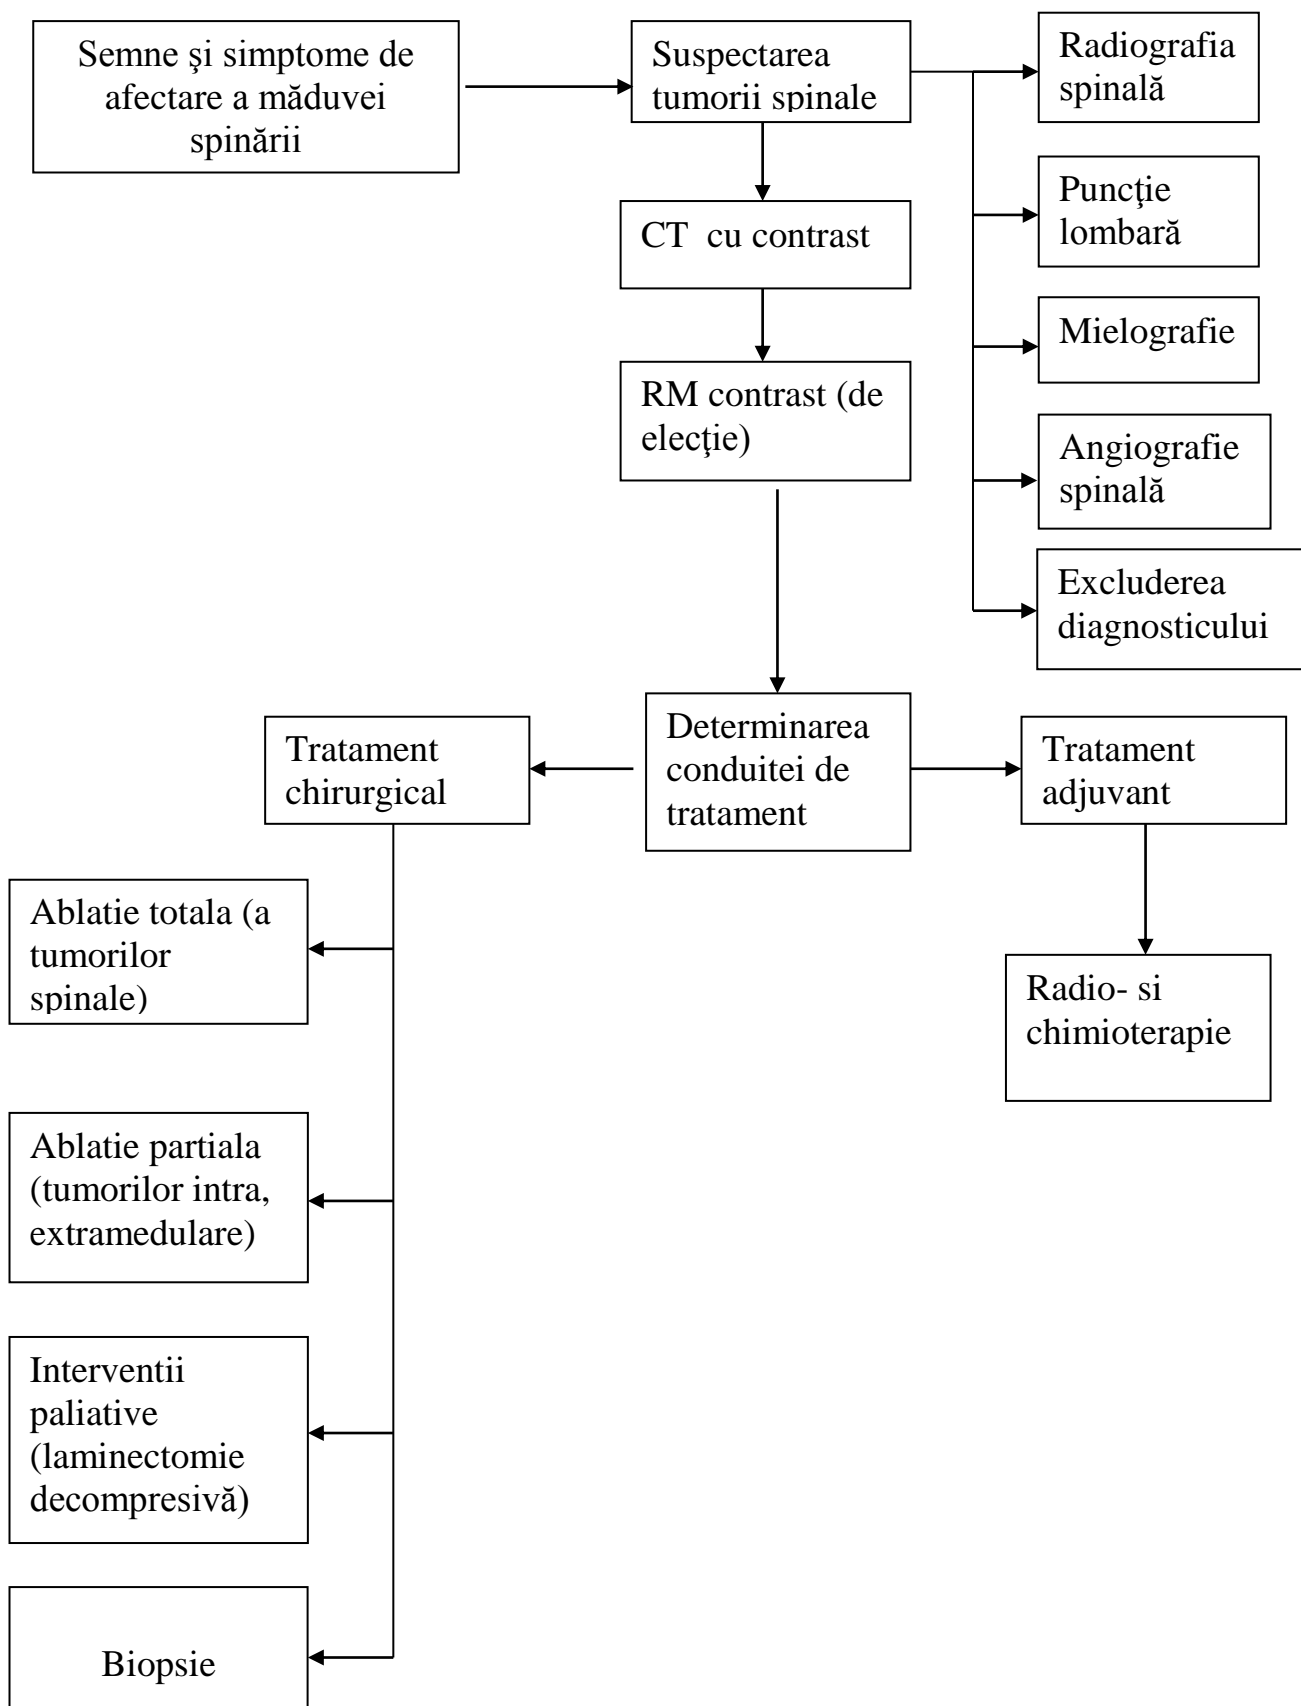 Semne şi simptome de
afectare a măduvei
spinării
Suspectarea
tumorii spinale
Radiografia
spinală
Puncţie
lombară
CT  cu contrast
Mielografie
RM contrast (de
elecţie)
Angiografie
spinală
Excluderea
diagnosticului
Determinarea
conduitei de
tratament
Tratament
chirurgical
Tratament
adjuvant
Ablatie totala (a
tumorilor
spinale)
Radio- si
chimioterapie
Ablatie partiala
(tumorilor intra,
extramedulare)
Interventii
paliative
(laminectomie
decompresivă)
Biopsie